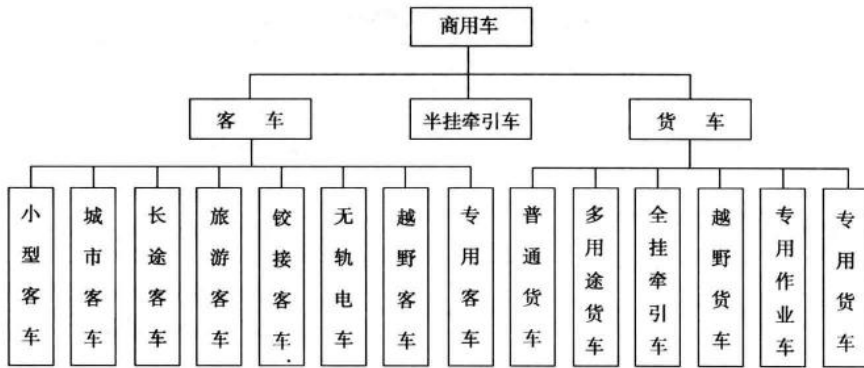 商用车
客 车
半挂牵引车
货 车
小型客车
城市客车
长途客车
旅游客车
铰接客车
无轨电车
越野客车
专用客车
普通货车
多用途货车
全挂牵引车
越野货车
专用作业车
专用货车